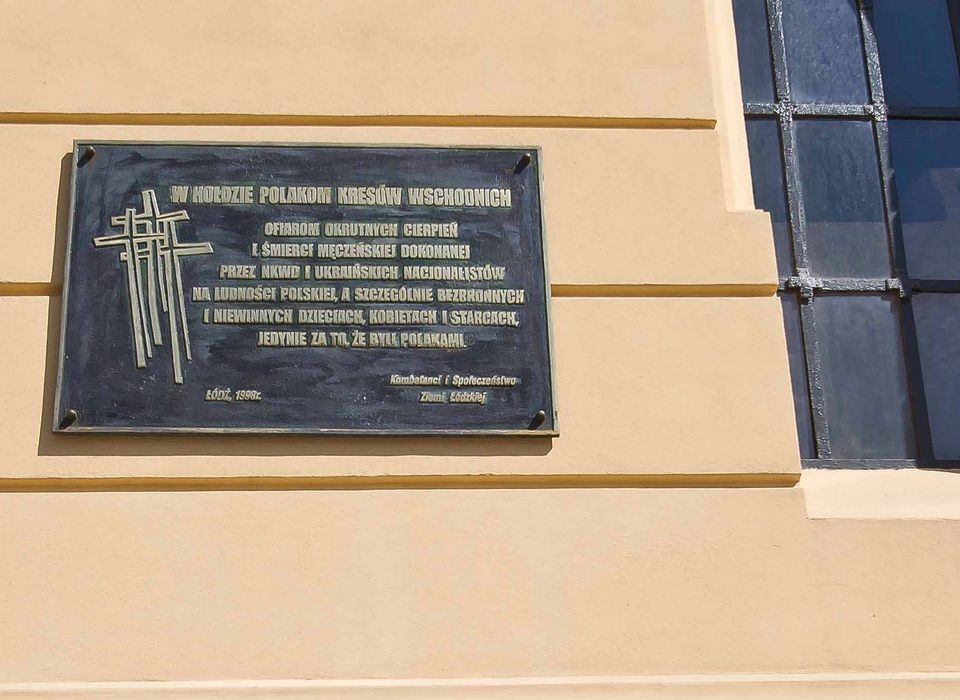 W HOŁDZIE POLAKOM KRESÓW WSCHODNICH
OFIAROM OKRUTNYCH CIERPIEŃ
I ŚMIERCI MĘCZEŃSKIEJ DOKONANEJ
PRZEZ NKWD I UKRAIŃSKICH NACJONALISTÓW
NA LUDNOŚCI POLSKIEJ, A SZCZEGÓLNIE BEZBRONNYCH
I NIEWINNYCH DZIECIACH, KOBIETACH I STARCACH,
JEDYNIE ZA TO, ŻE BYLI POLAKAMI.
Kombatanci i Społeczeństwo
Ziemi Łódzkiej
ŁÓDŹ, 1998r.